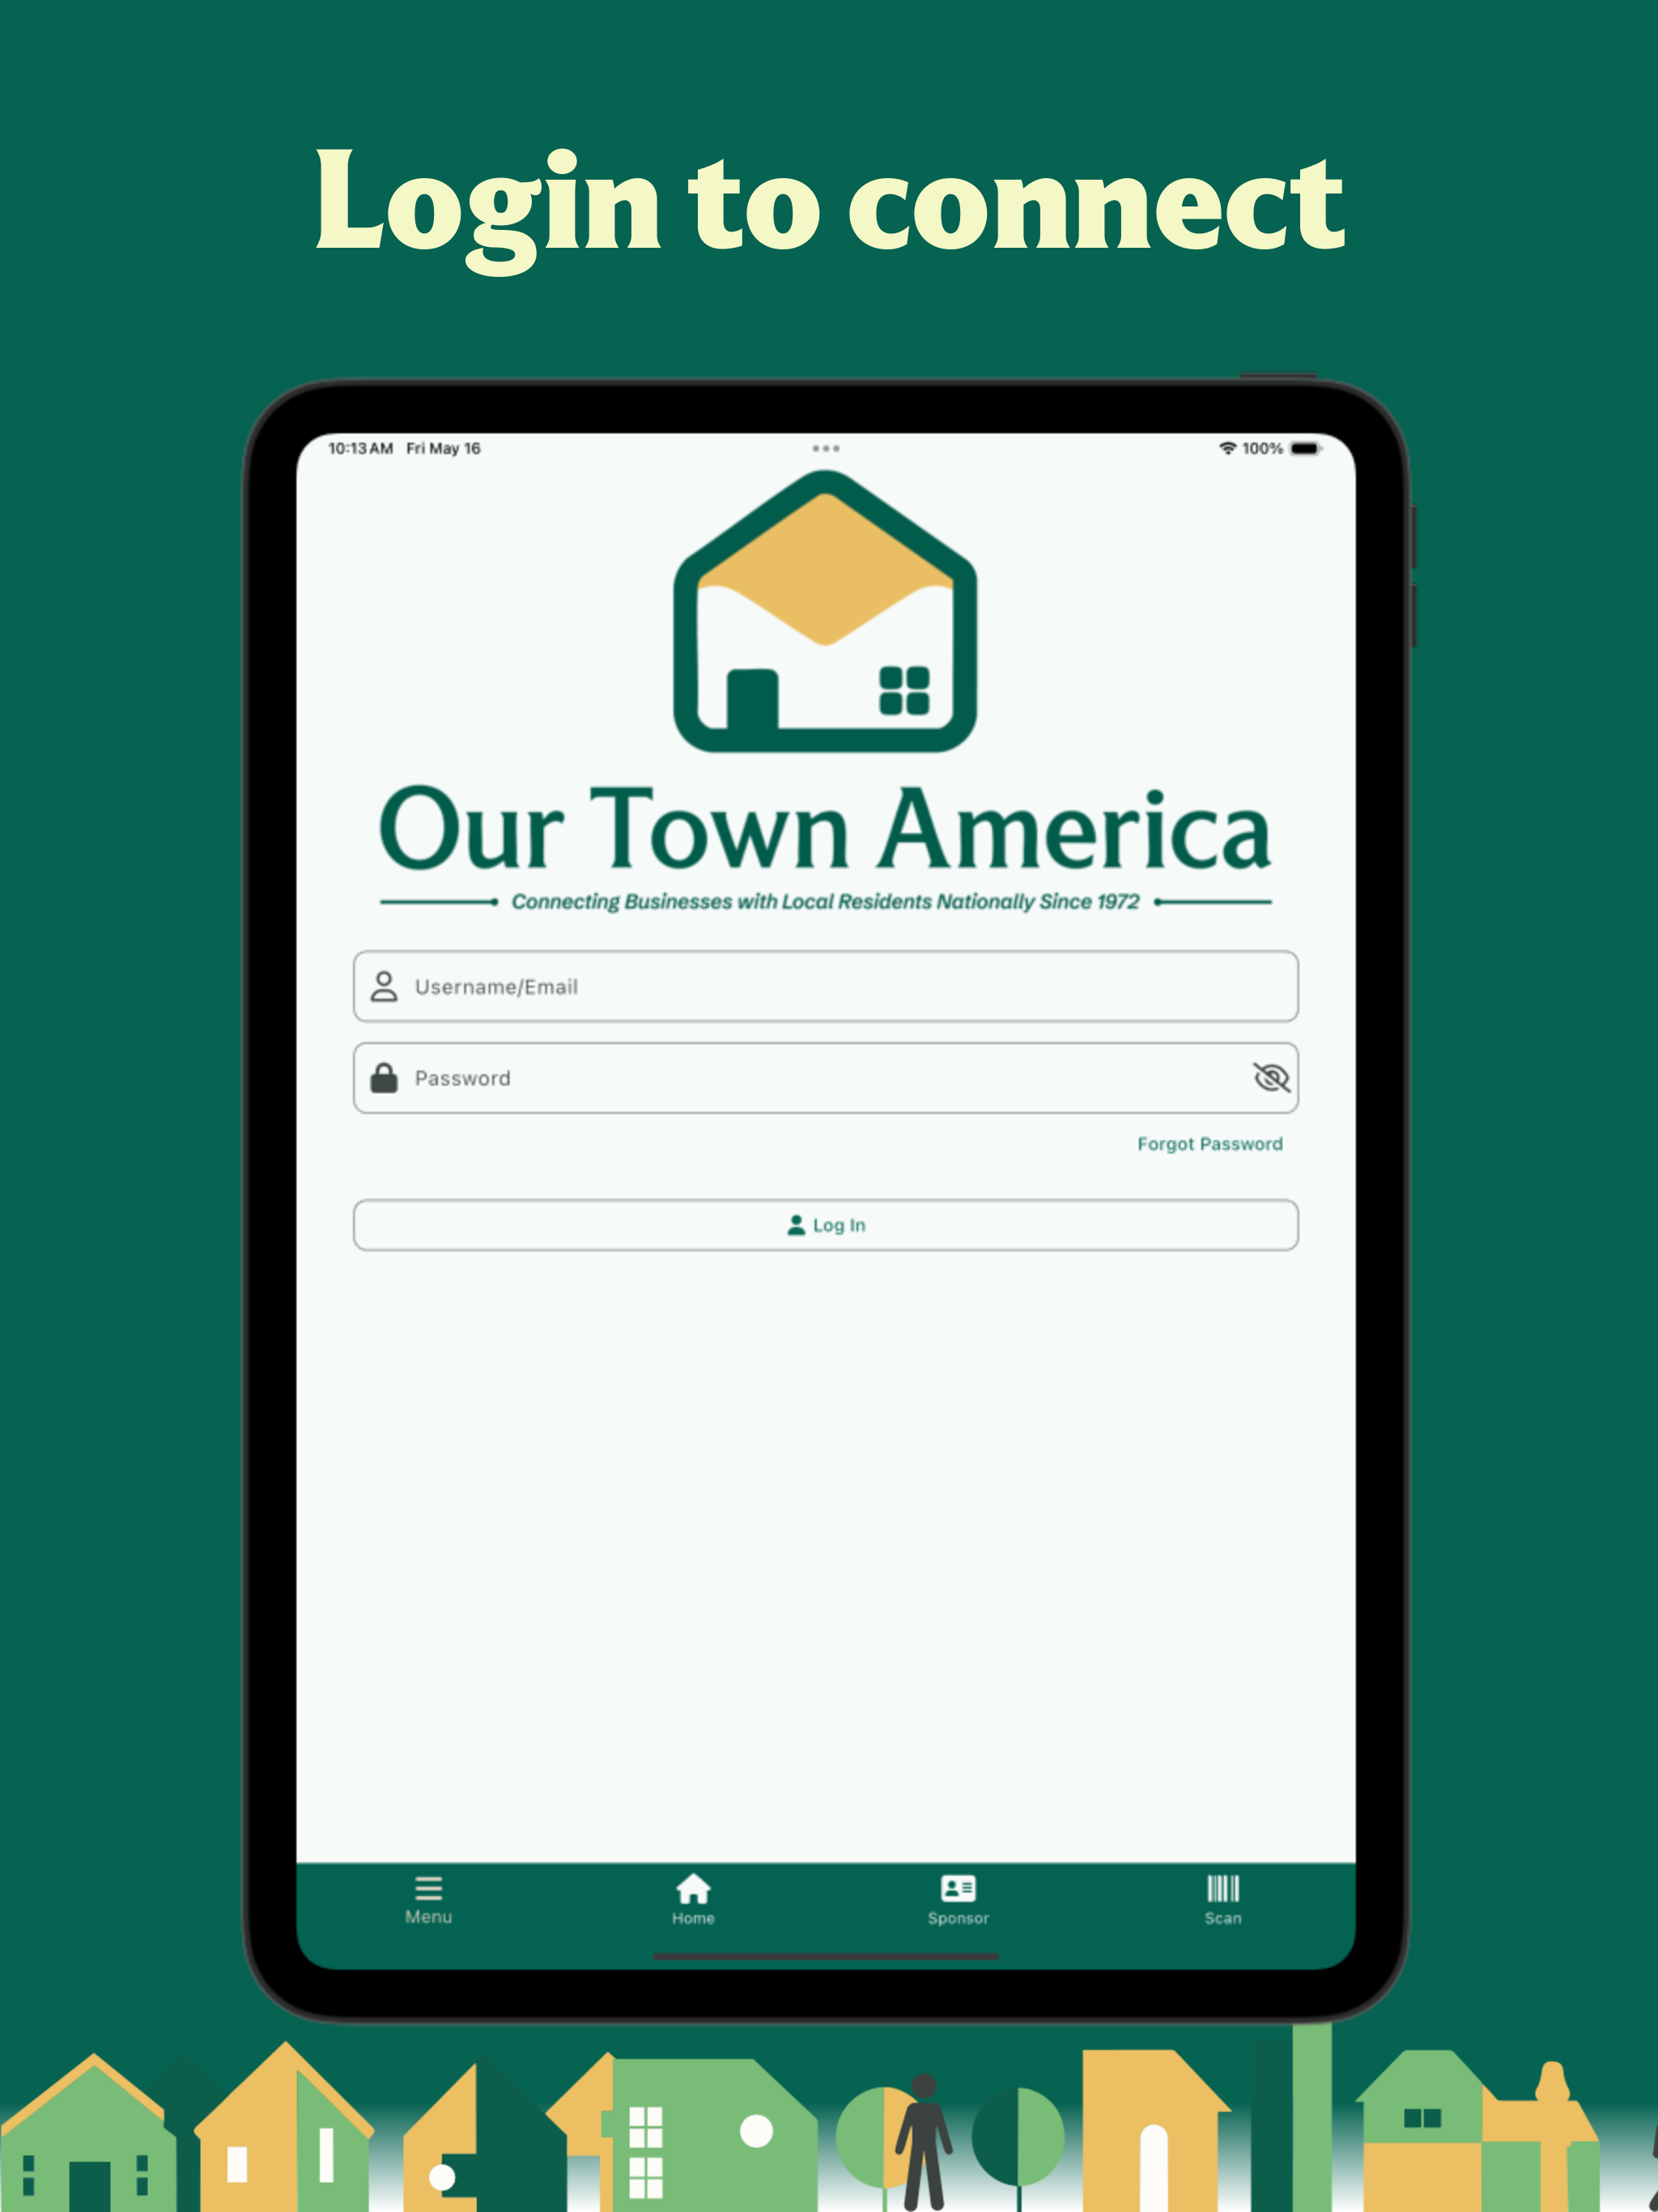 Login to connect
10:13 AM Fri May 16
100%
Our Town America
Connecting Businesses with Local Residents Nationally Since 1972
Username/Email
Password
Forgot Password
Log In
Menu
Home
Sponsor
Scan